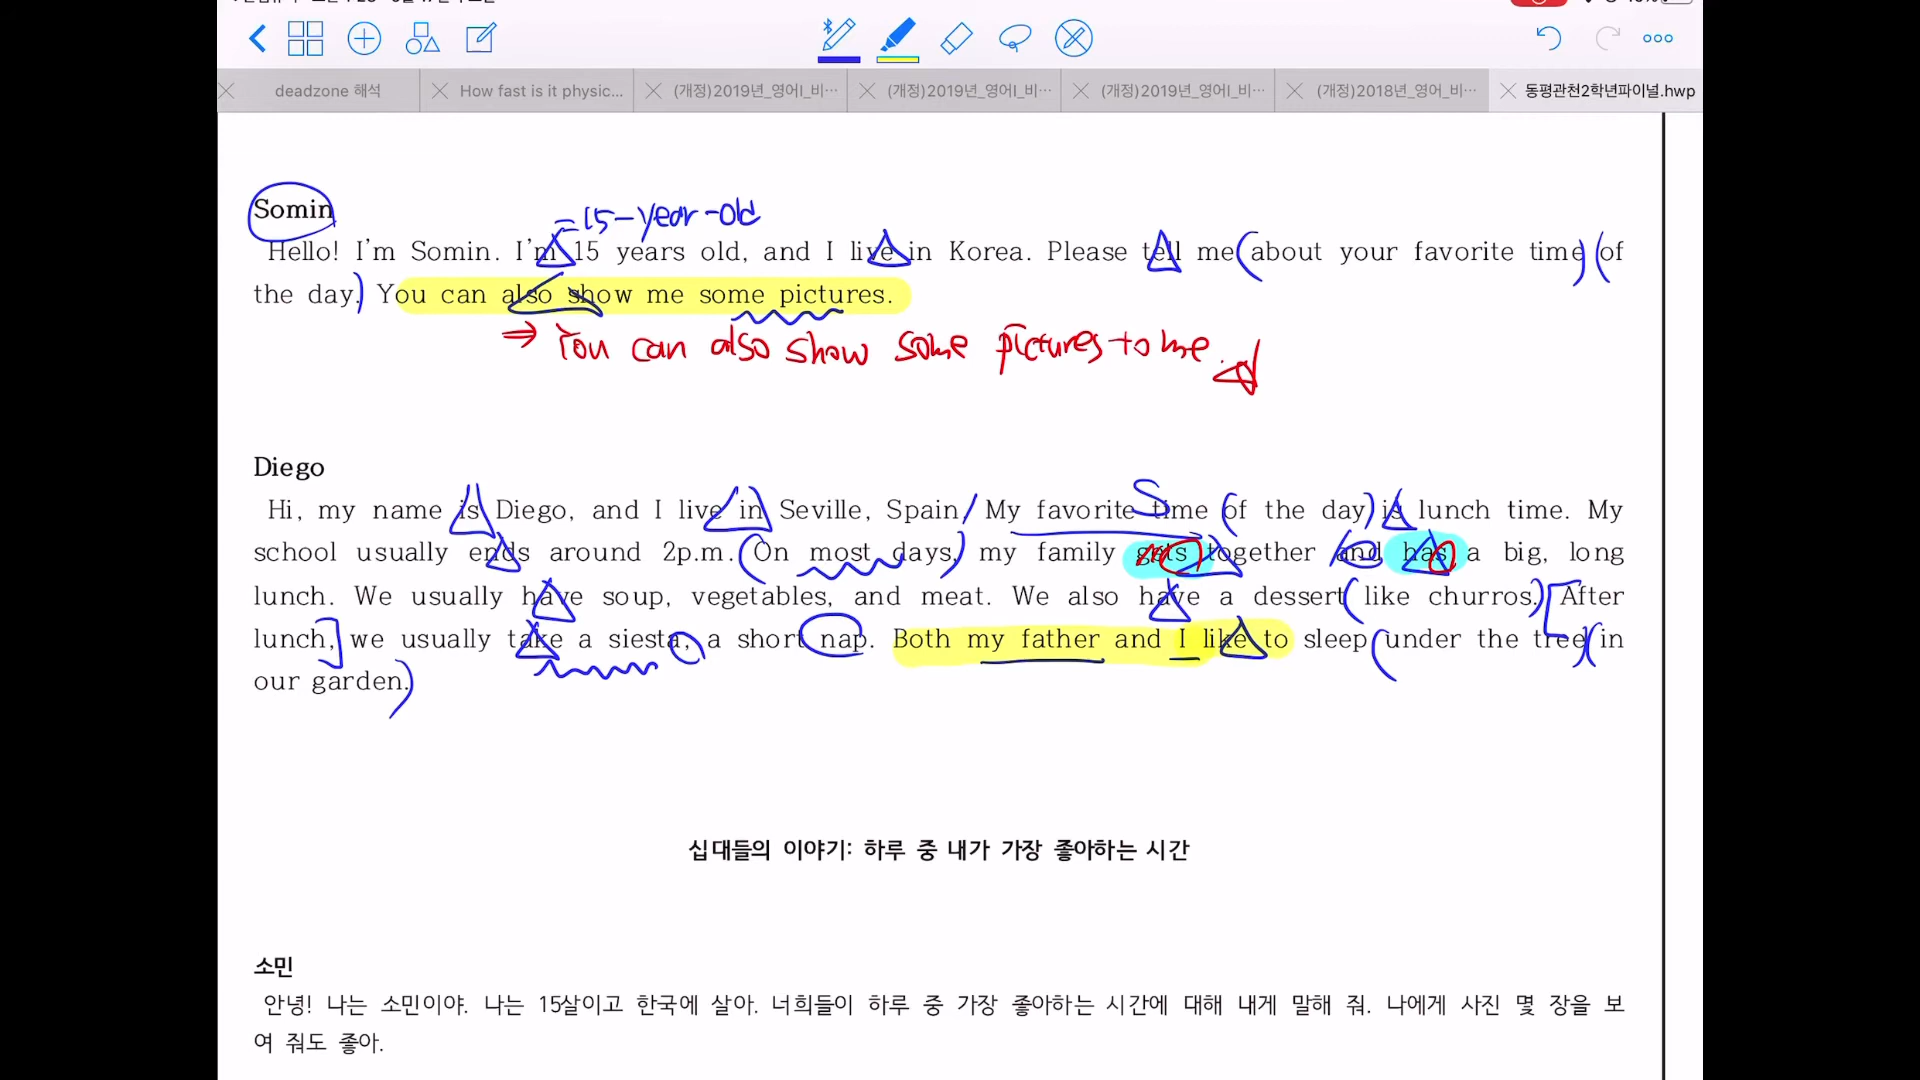 deadzone 해석
How fast is it physic...
(개정)2019년_영어I_비...
(개정)2019년_영어I_비...
(개정)2019년_영어I_비...
(개정)2018년_영어_비...
동평관천2학년파이널.hwp
Somin
=15-year-old
Hello! I'm Somin. I'm 15 years old, and I live in Korea. Please tell me about your favorite time of
the day. You can also show me some pictures.
⇒ You can also show some pictures to me.
Diego
S
Hi, my name is Diego, and I live in Seville, Spain. My favorite time of the day is lunch time. My
school usually ends around 2p.m. On most days, my family gets together and has a big, long
lunch. We usually have soup, vegetables, and meat. We also have a dessert like churros. After
lunch, we usually take a siesta, a short nap. Both my father and I like to sleep under the tree in
our garden.
십대들의 이야기: 하루 중 내가 가장 좋아하는 시간
소민
안녕! 나는 소민이야. 나는 15살이고 한국에 살아. 너희들이 하루 중 가장 좋아하는 시간에 대해 내게 말해 줘. 나에게 사진 몇 장을 보
여 줘도 좋아.